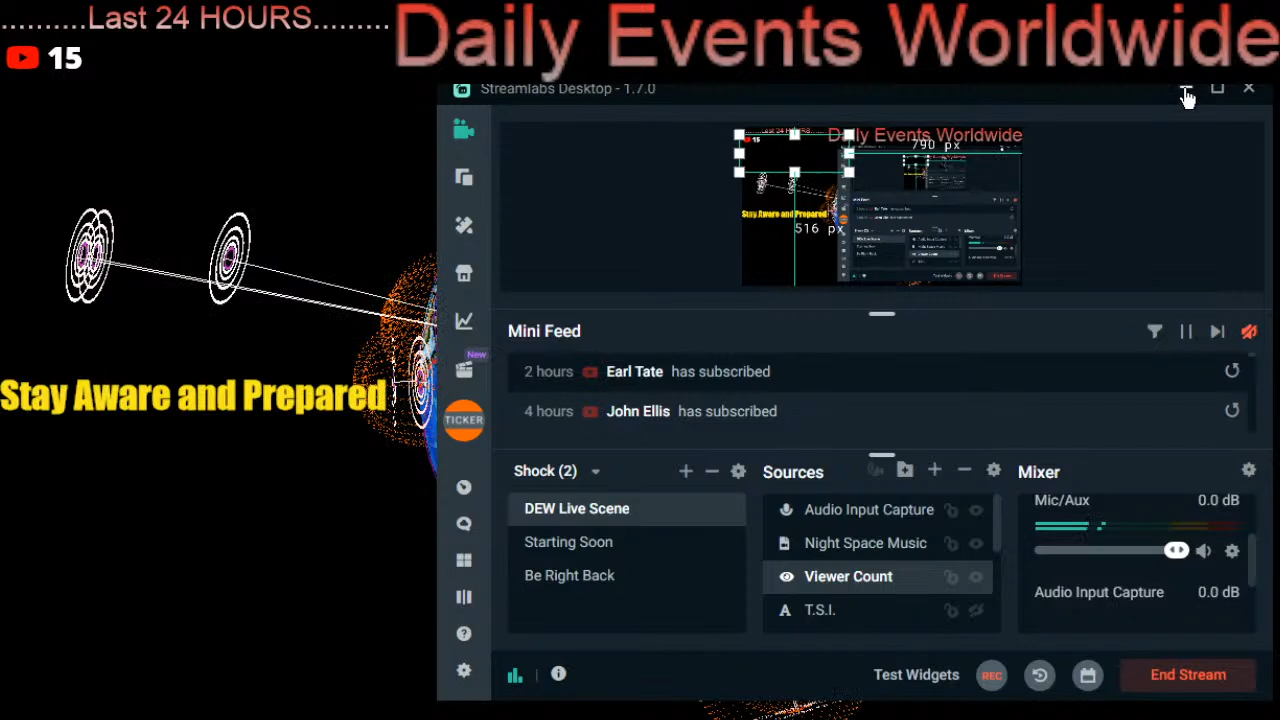 ..........Last 24 HOURS.........
Daily Events Worldwide
15
Streamlabs Desktop - 1.7.0
Daily Events Worldwide
15
790 px
Stay Aware and Prepared
516 px
New
Mini Feed
2 hours Earl Tate has subscribed
4 hours John Ellis has subscribed
Stay Aware and Prepared
TICKER
Shock (2)
Sources
Mixer
DEW Live Scene
Starting Soon
Be Right Back
Audio Input Capture
Night Space Music
Viewer Count
A T.S.I.
Mic/Aux 0.0 dB
Audio Input Capture 0.0 dB
Test Widgets
REC
End Stream